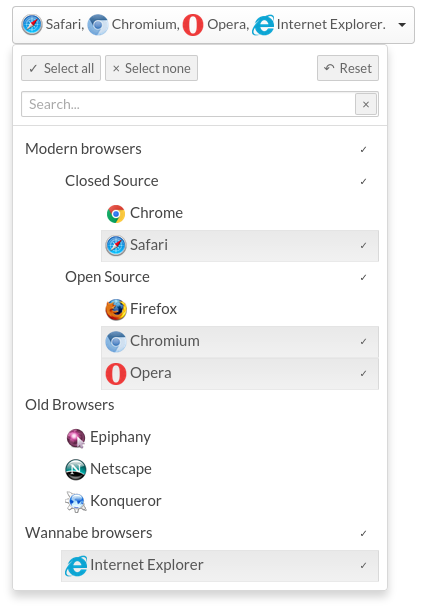 Safari, Chromium, Opera, Internet Explorer.
✓ Select all × Select none ↶ Reset
Search... ×
Modern browsers ✓
Closed Source ✓
Chrome
Safari ✓
Open Source ✓
Firefox
Chromium ✓
Opera ✓
Old Browsers
Epiphany
Netscape
Konqueror
Wannabe browsers ✓
Internet Explorer ✓